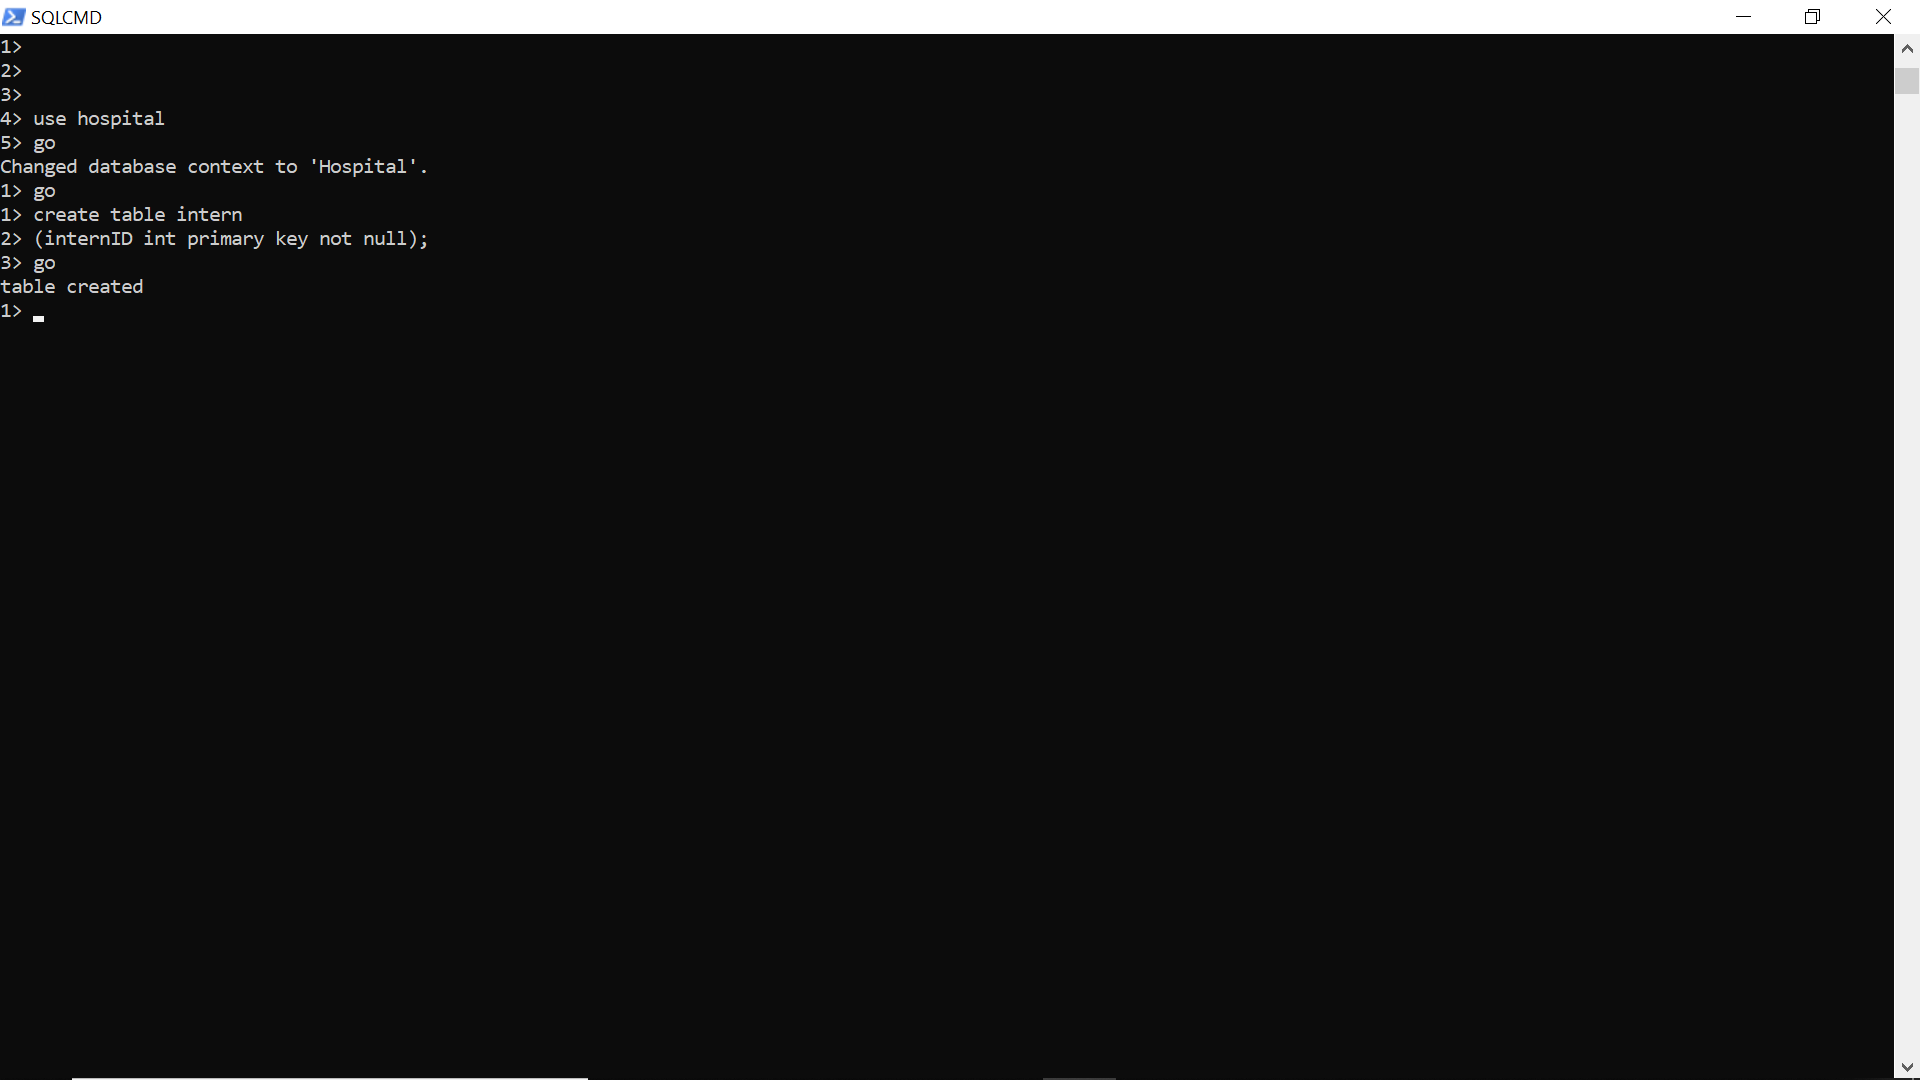 SQLCMD
1>
2>
3>
4> use hospital
5> go
Changed database context to 'Hospital'.
1> go
1> create table intern
2> (internID int primary key not null);
3> go
table created
1>